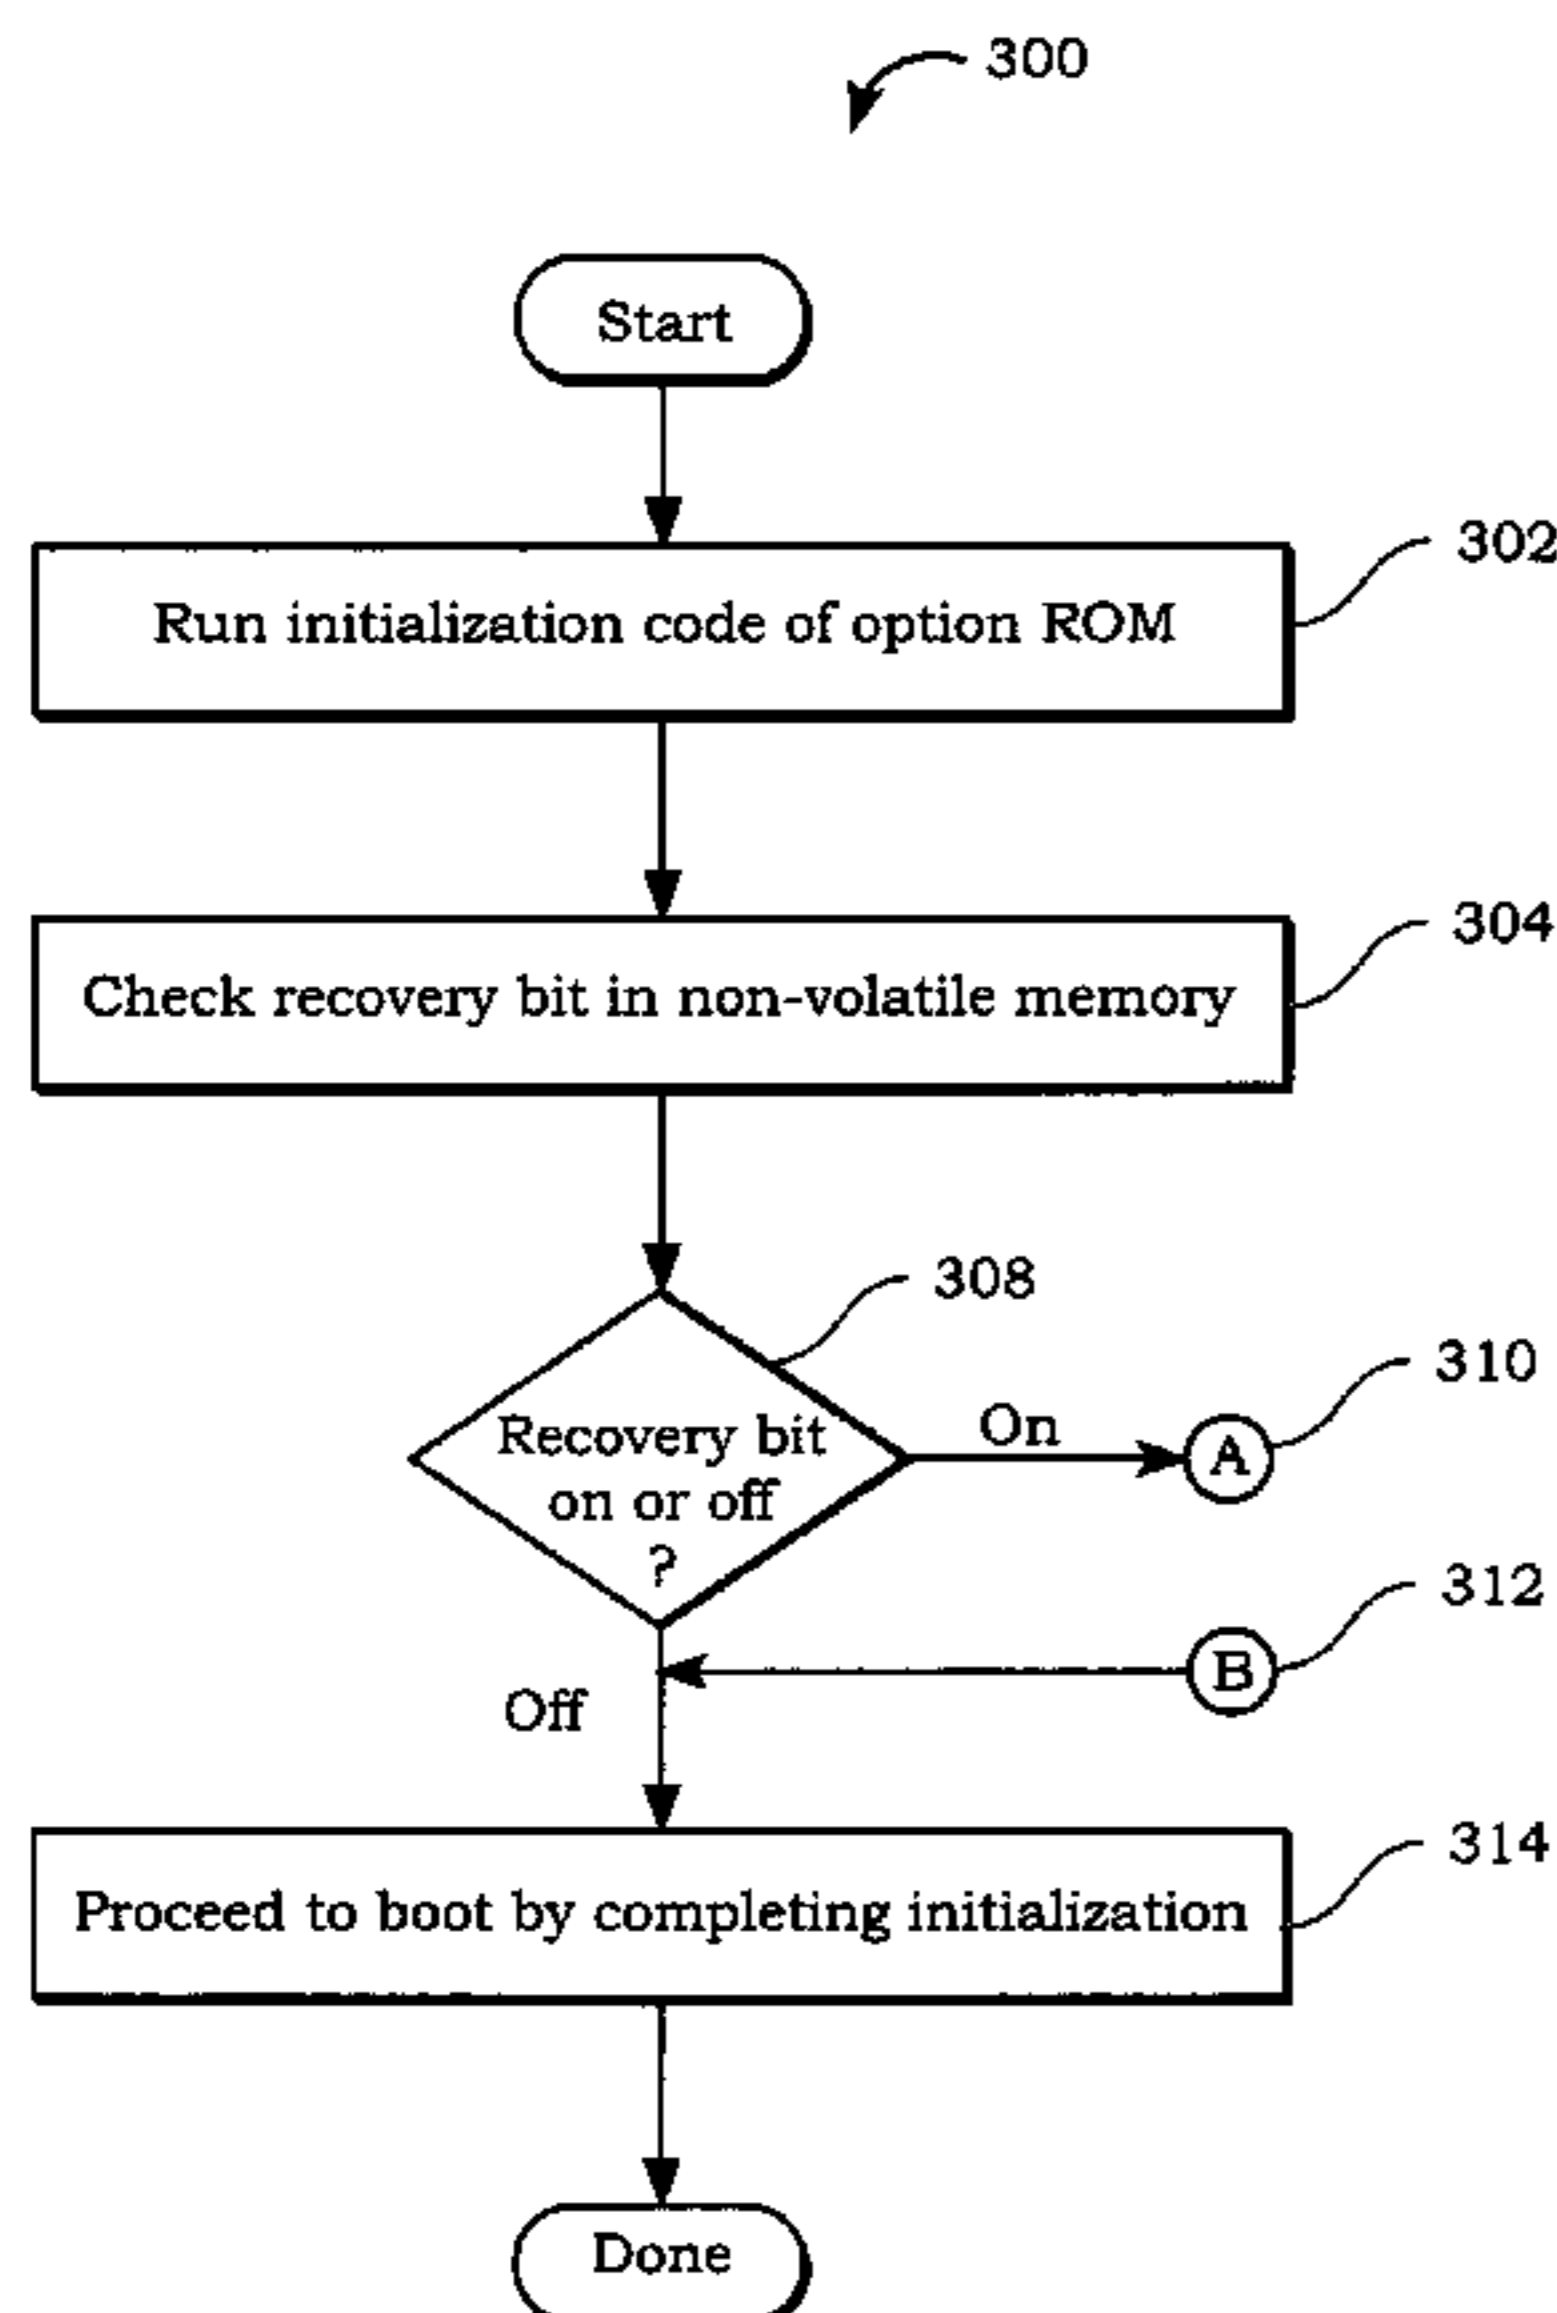 300
Start
302
Run initialization code of option ROM
304
Check recovery bit in non-volatile memory
308
310
Recovery bit
on or off
?
On
A
312
B
Off
314
Proceed to boot by completing initialization
Done